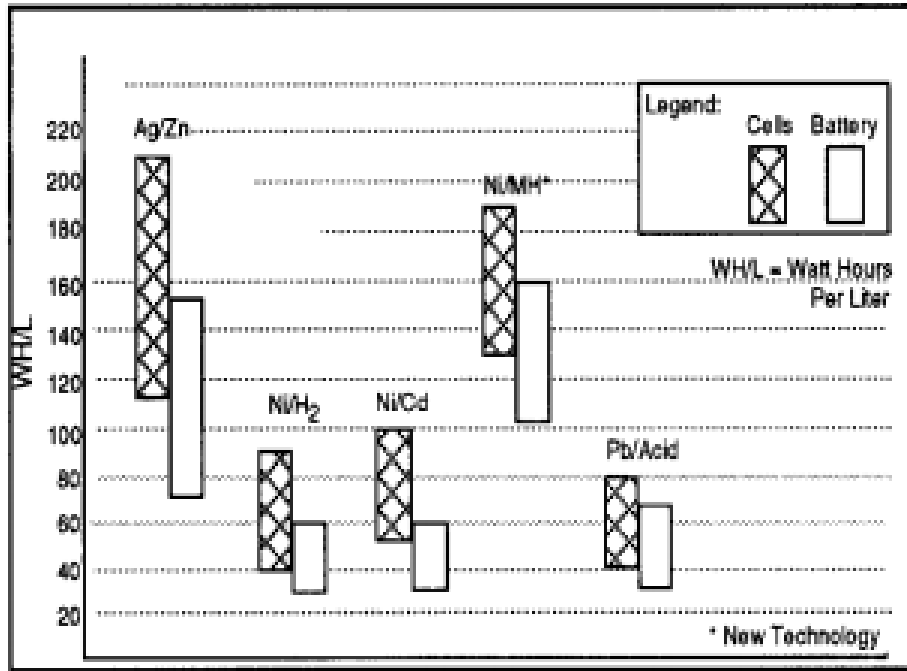 Legend:
Cells Battery
WH/L = Watt Hours
Per Liter
WH/L
220
200
180
160
140
120
100
80
60
40
20
Ag/Zn
Ni/H₂
Ni/Cd
Ni/MH*
Pb/Acid
* New Technology